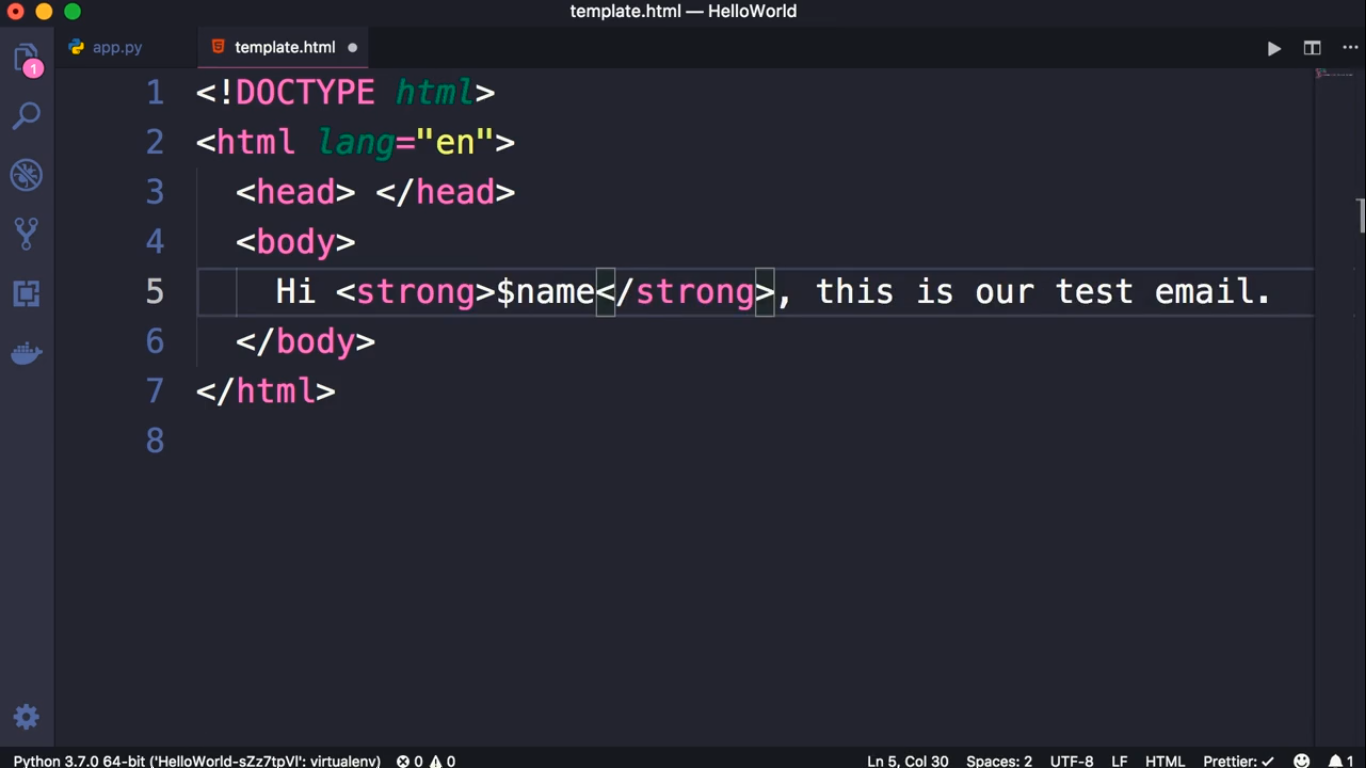 template.html — HelloWorld
app.py template.html
1
1 <!DOCTYPE html>
2 <html lang="en">
3 <head> </head>
4 <body>
5 Hi <strong>$name</strong>, this is our test email.
6 </body>
7 </html>
8
Python 3.7.0 64-bit ('HelloWorld-sZz7tpVI': virtualenv) 0 0 Ln 5, Col 30 Spaces: 2 UTF-8 LF HTML Prettier: ✓ 1